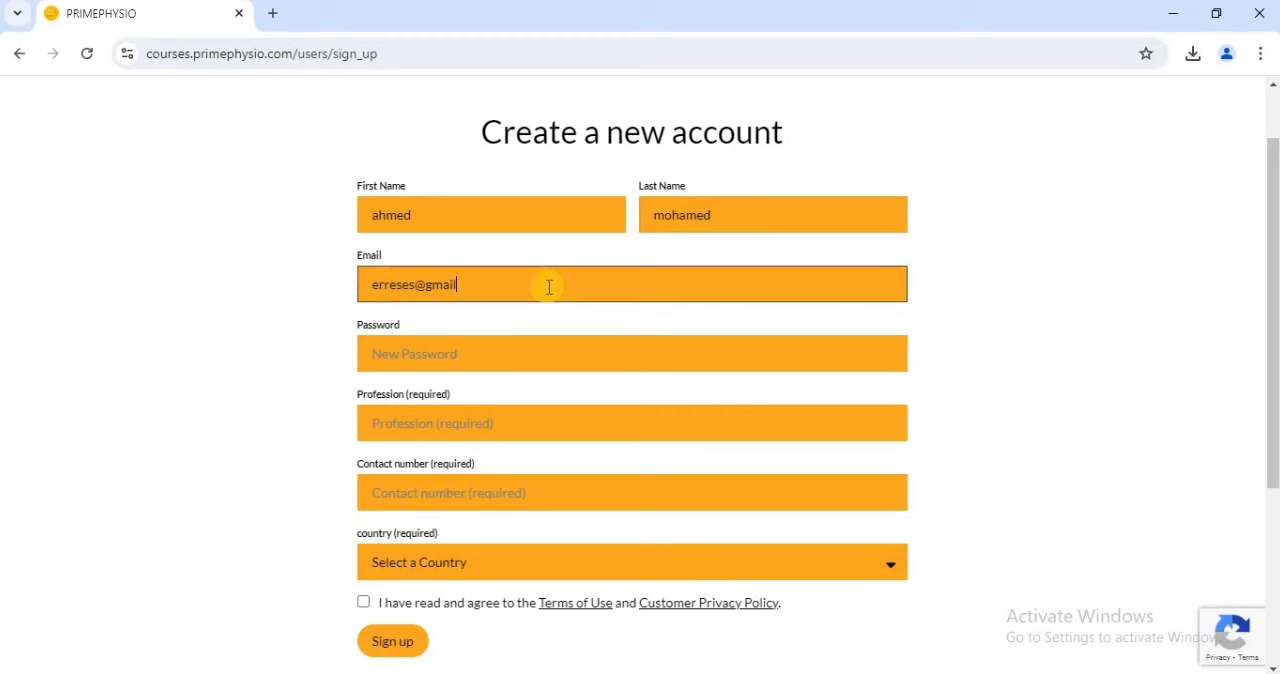 PRIMEPHYSIO
courses.primephysio.com/users/sign_up
Create a new account
First Name
Last Name
ahmed
mohamed
Email
erreses@gmail
Password
New Password
Profession (required)
Profession (required)
Contact number (required)
Contact number (required)
country (required)
Select a Country
I have read and agree to the Terms of Use and Customer Privacy Policy.
Sign up
Activate Windows
Go to Settings to activate Windows
Privacy - Terms